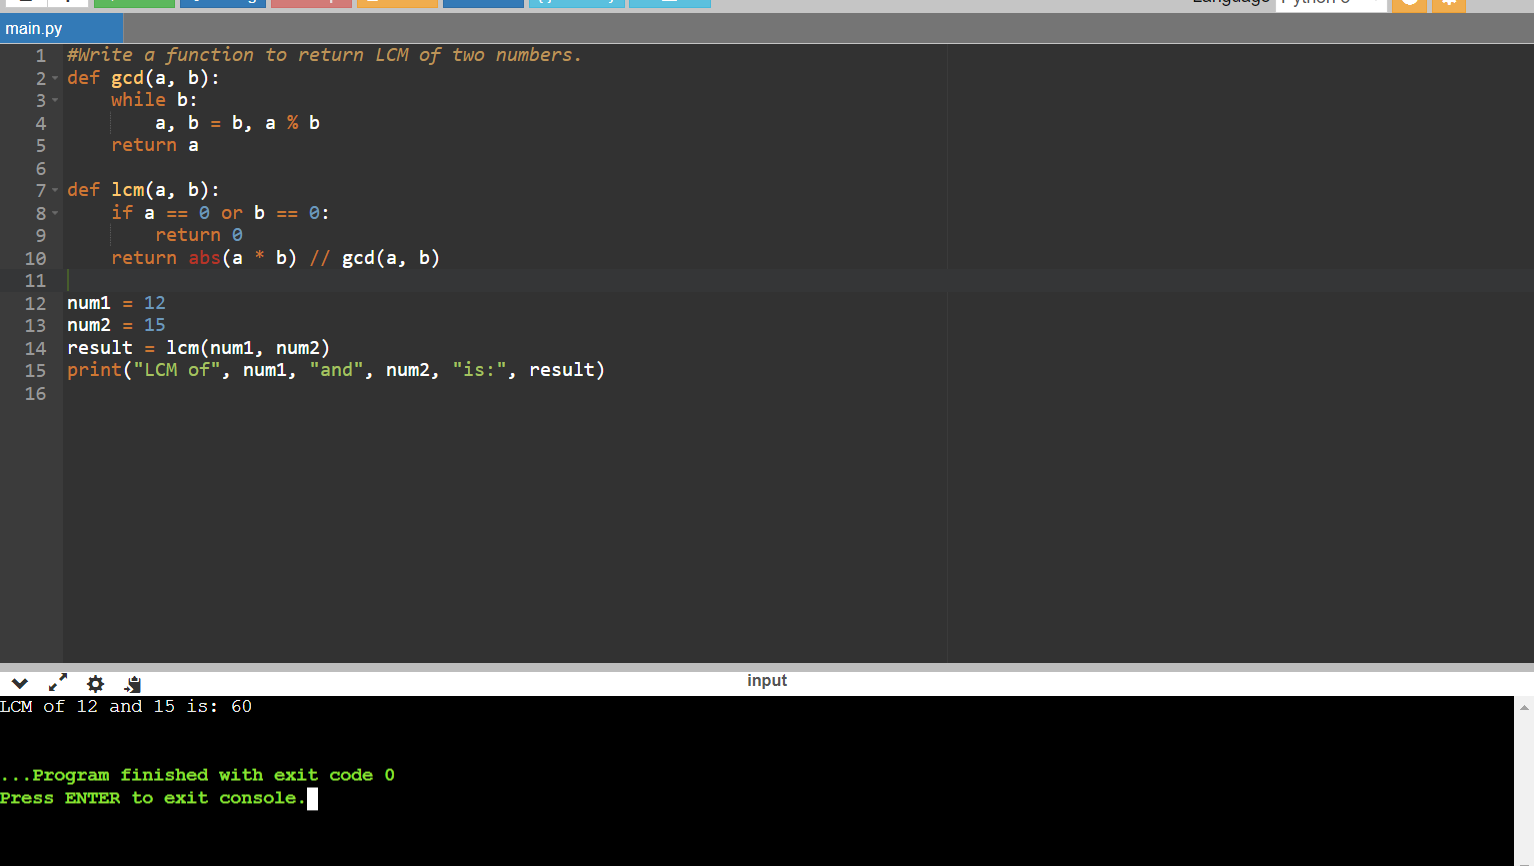 main.py
1 #Write a function to return LCM of two numbers.
2 def gcd(a, b):
3     while b:
4         a, b = b, a % b
5     return a
6
7 def lcm(a, b):
8     if a == 0 or b == 0:
9         return 0
10     return abs(a * b) // gcd(a, b)
11
12 num1 = 12
13 num2 = 15
14 result = lcm(num1, num2)
15 print("LCM of", num1, "and", num2, "is:", result)
16
input
LCM of 12 and 15 is: 60
...Program finished with exit code 0
Press ENTER to exit console.